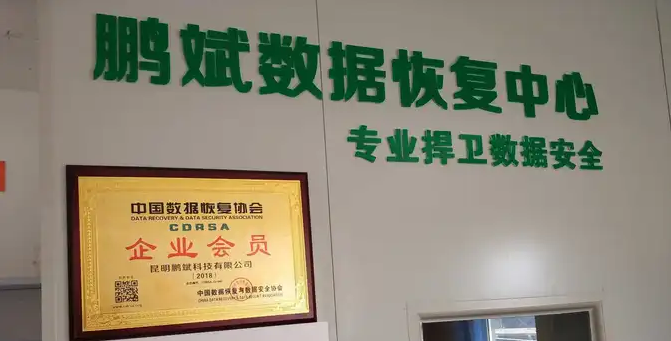 鹏斌数据恢复中心
专业捍卫数据安全
中国数据恢复协会
DATA RECOVERY & DATA SECURITY ASSOCIATION
CDRSA
企业会员
昆明鹏斌科技有限公司
(2018)
中国数据恢复与数据安全协会